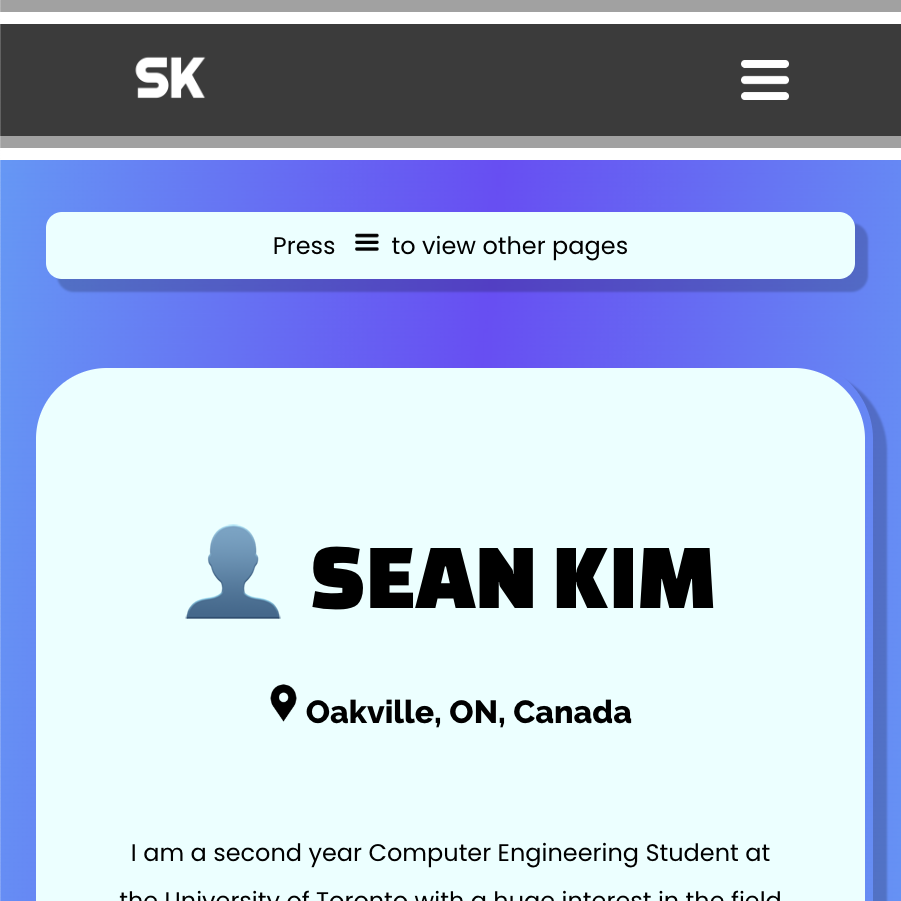 SK
Press to view other pages
SEAN KIM
Oakville, ON, Canada
I am a second year Computer Engineering Student at
the University of Toronto with a huge interest in the field